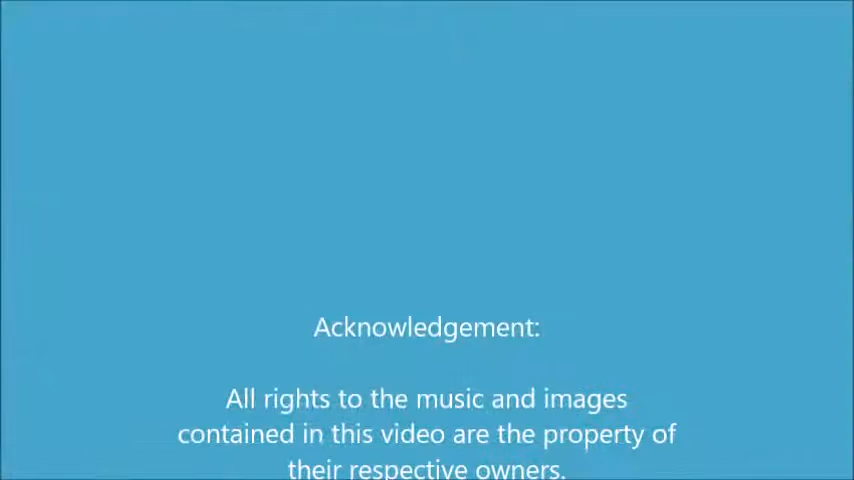 Acknowledgement:
All rights to the music and images
contained in this video are the property of
their respective owners.